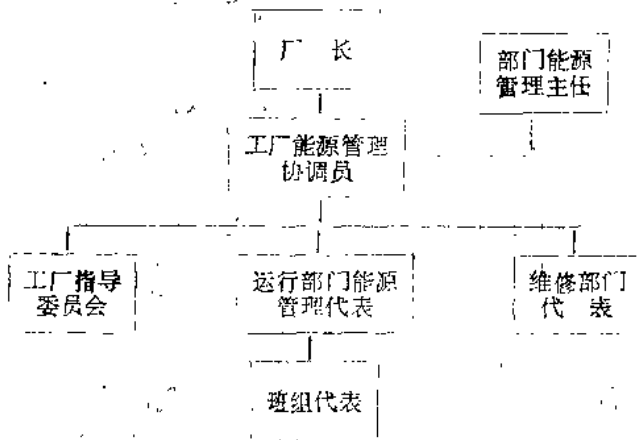 厂 长
部门能源
管理主任
工厂能源管理
协调员
工厂指导
委员会
运行部门能源
管理代表
维修部门
代 表
班组代表